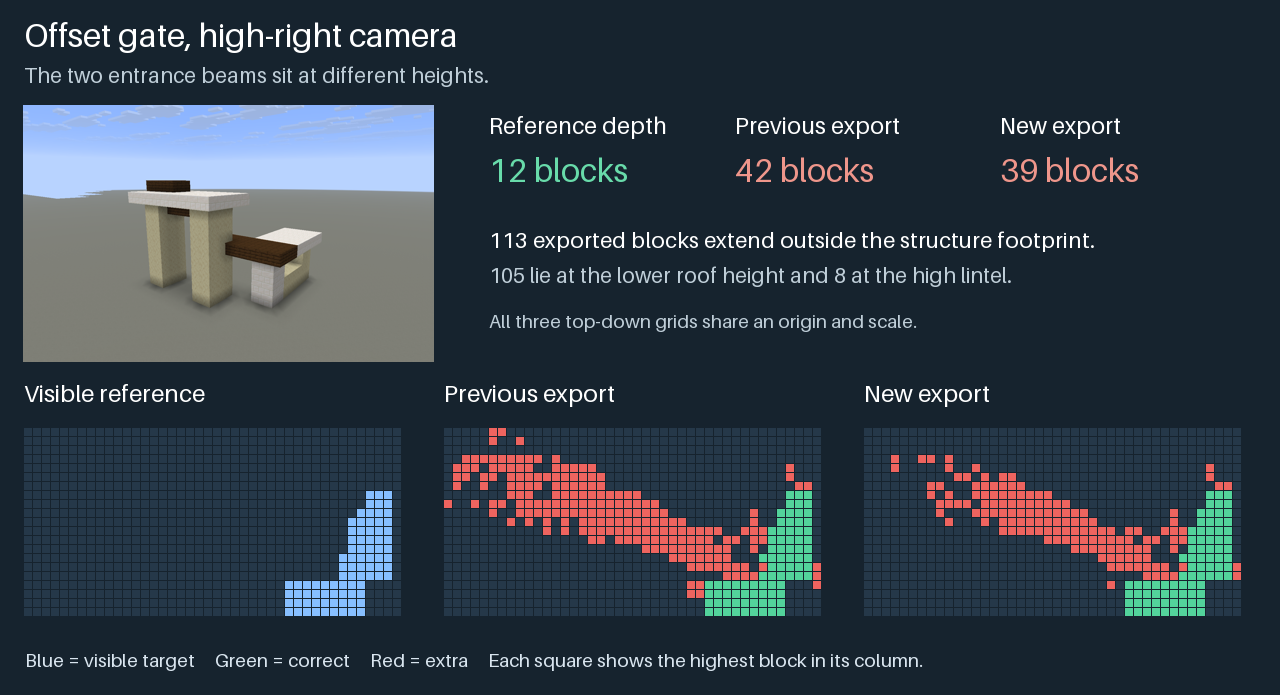 Offset gate, high-right camera
The two entrance beams sit at different heights.
Reference depth
12 blocks
Previous export
42 blocks
New export
39 blocks
113 exported blocks extend outside the structure footprint.
105 lie at the lower roof height and 8 at the high lintel.
All three top-down grids share an origin and scale.
Visible reference
Previous export
New export
Blue = visible target
Green = correct
Red = extra
Each square shows the highest block in its column.